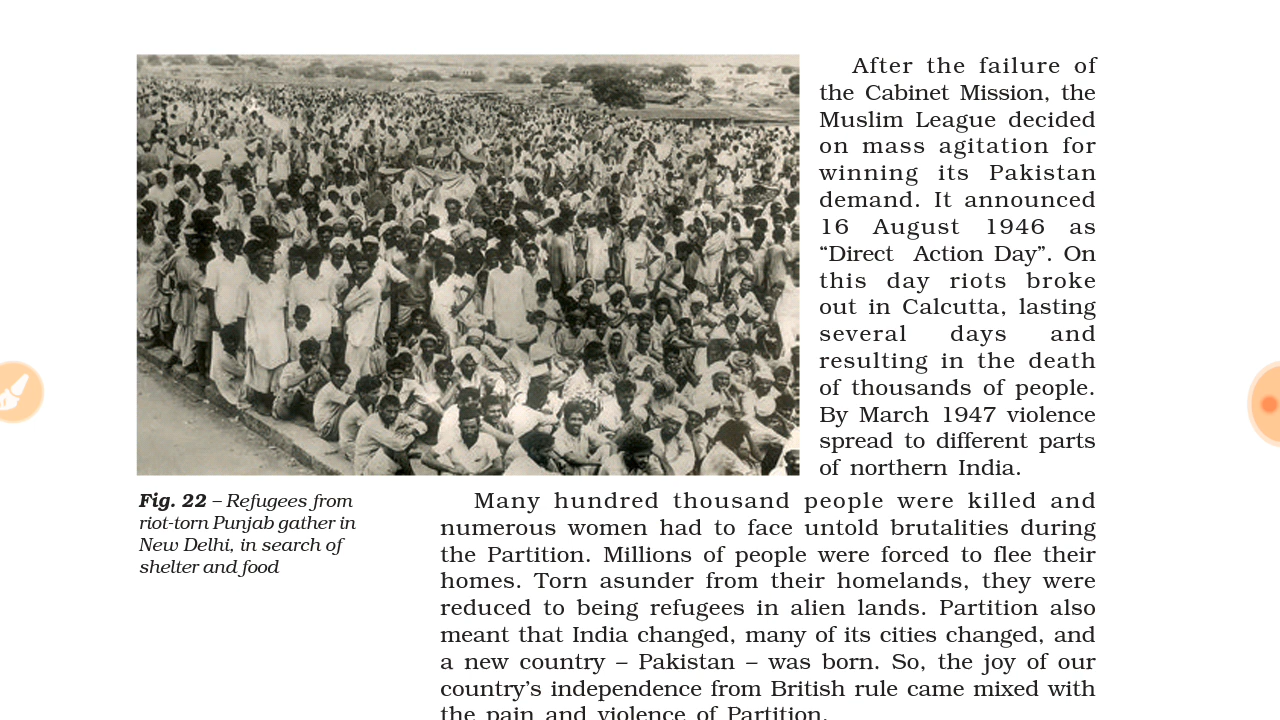 After the failure of
the Cabinet Mission, the
Muslim League decided
on mass agitation for
winning its Pakistan
demand. It announced
16 August 1946 as
“Direct Action Day”. On
this day riots broke
out in Calcutta, lasting
several days and
resulting in the death
of thousands of people.
By March 1947 violence
spread to different parts
of northern India.
Fig. 22 – Refugees from
riot-torn Punjab gather in
New Delhi, in search of
shelter and food
Many hundred thousand people were killed and
numerous women had to face untold brutalities during
the Partition. Millions of people were forced to flee their
homes. Torn asunder from their homelands, they were
reduced to being refugees in alien lands. Partition also
meant that India changed, many of its cities changed, and
a new country – Pakistan – was born. So, the joy of our
country’s independence from British rule came mixed with
the pain and violence of Partition.